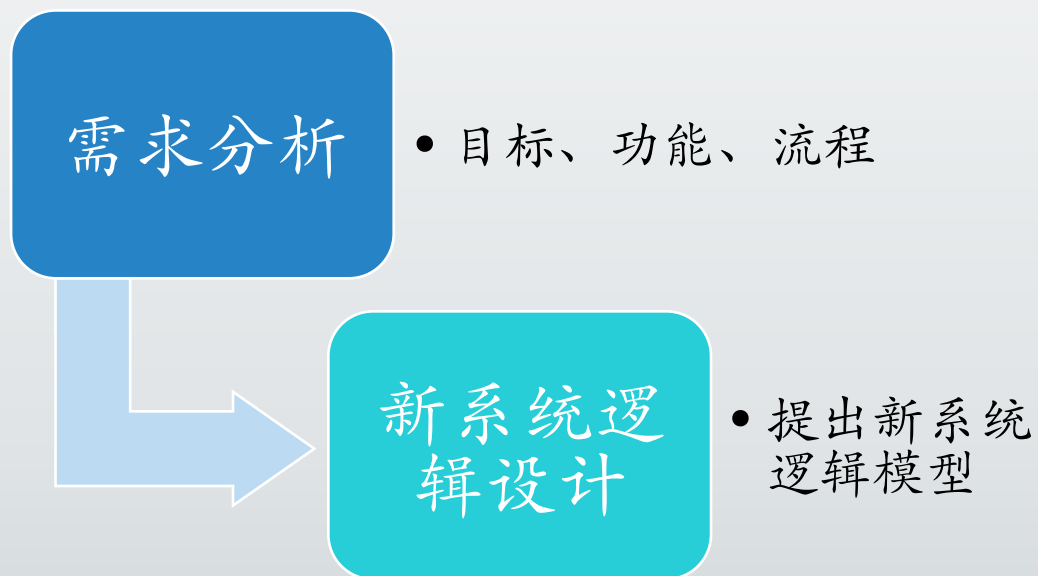 需求分析
• 目标、功能、流程
新系统逻
辑设计
• 提出新系统
逻辑模型